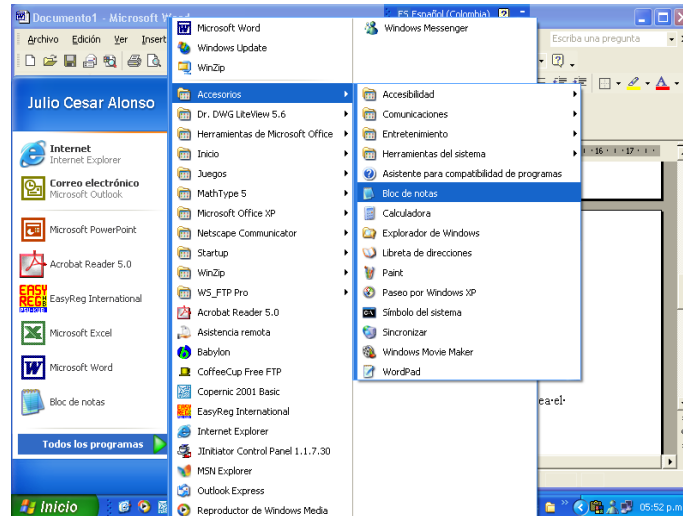 Documento1 - Microsoft Word
ES Español (Colombia)
Archivo Edición Ver Insert
Escriba una pregunta
Julio Cesar Alonso
Internet
Internet Explorer
Correo electrónico
Microsoft Outlook
Microsoft PowerPoint
Acrobat Reader 5.0
EasyReg International
Microsoft Excel
Microsoft Word
Bloc de notas
Todos los programas
Inicio
Microsoft Word
Windows Update
WinZip
Accesorios
Dr. DWG LiteView 5.6
Herramientas de Microsoft Office
Inicio
Juegos
MathType 5
Microsoft Office XP
Netscape Communicator
Startup
WinZip
WS_FTP Pro
Acrobat Reader 5.0
Asistencia remota
Babylon
CoffeeCup Free FTP
Copernic 2001 Basic
EasyReg International
Internet Explorer
JInitiator Control Panel 1.1.7.30
MSN Explorer
Outlook Express
Reproductor de Windows Media
Windows Messenger
Accesibilidad
Comunicaciones
Entretenimiento
Herramientas del sistema
Asistente para compatibilidad de programas
Bloc de notas
Calculadora
Explorador de Windows
Libreta de direcciones
Paint
Paseo por Windows XP
Símbolo del sistema
Sincronizar
Windows Movie Maker
WordPad
16 17
ea·el·
05:52 p.m